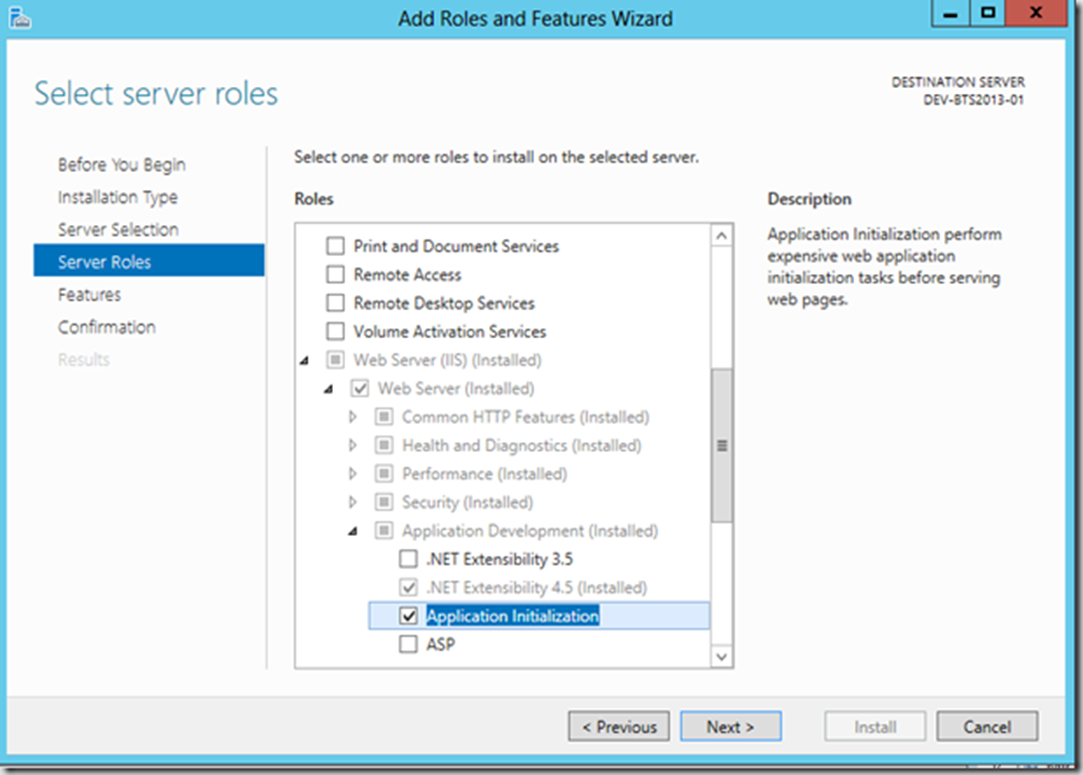 Add Roles and Features Wizard
Select server roles
DESTINATION SERVER
DEV-BTS2013-01
Before You Begin
Installation Type
Server Selection
Server Roles
Features
Confirmation
Results
Select one or more roles to install on the selected server.
Roles
Print and Document Services
Remote Access
Remote Desktop Services
Volume Activation Services
Web Server (IIS) (Installed)
Web Server (Installed)
Common HTTP Features (Installed)
Health and Diagnostics (Installed)
Performance (Installed)
Security (Installed)
Application Development (Installed)
.NET Extensibility 3.5
.NET Extensibility 4.5 (Installed)
Application Initialization
ASP
Description
Application Initialization perform
expensive web application
initialization tasks before serving
web pages.
< Previous
Next >
Install
Cancel